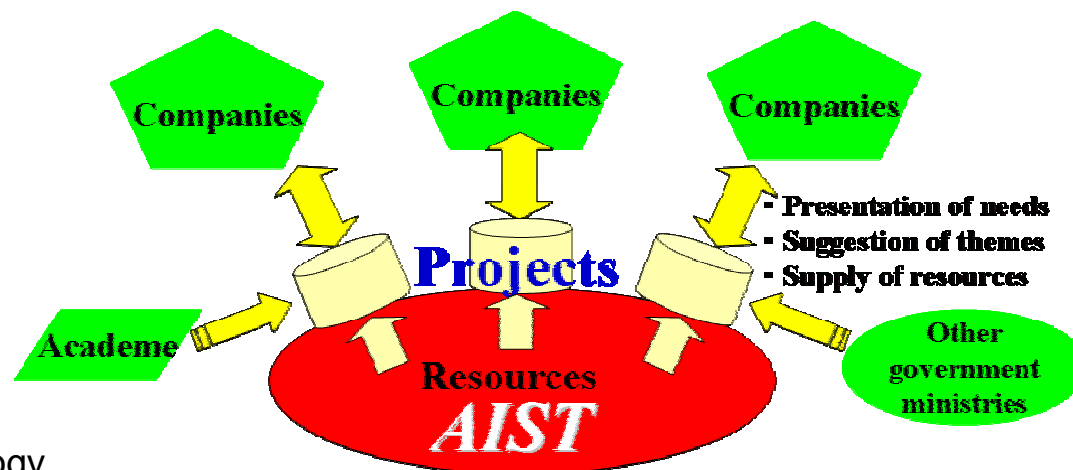 Companies
Companies
Companies
▪ Presentation of needs
▪ Suggestion of themes
▪ Supply of resources
Projects
Academe
Resources
AIST
Other
government
ministries
ogy